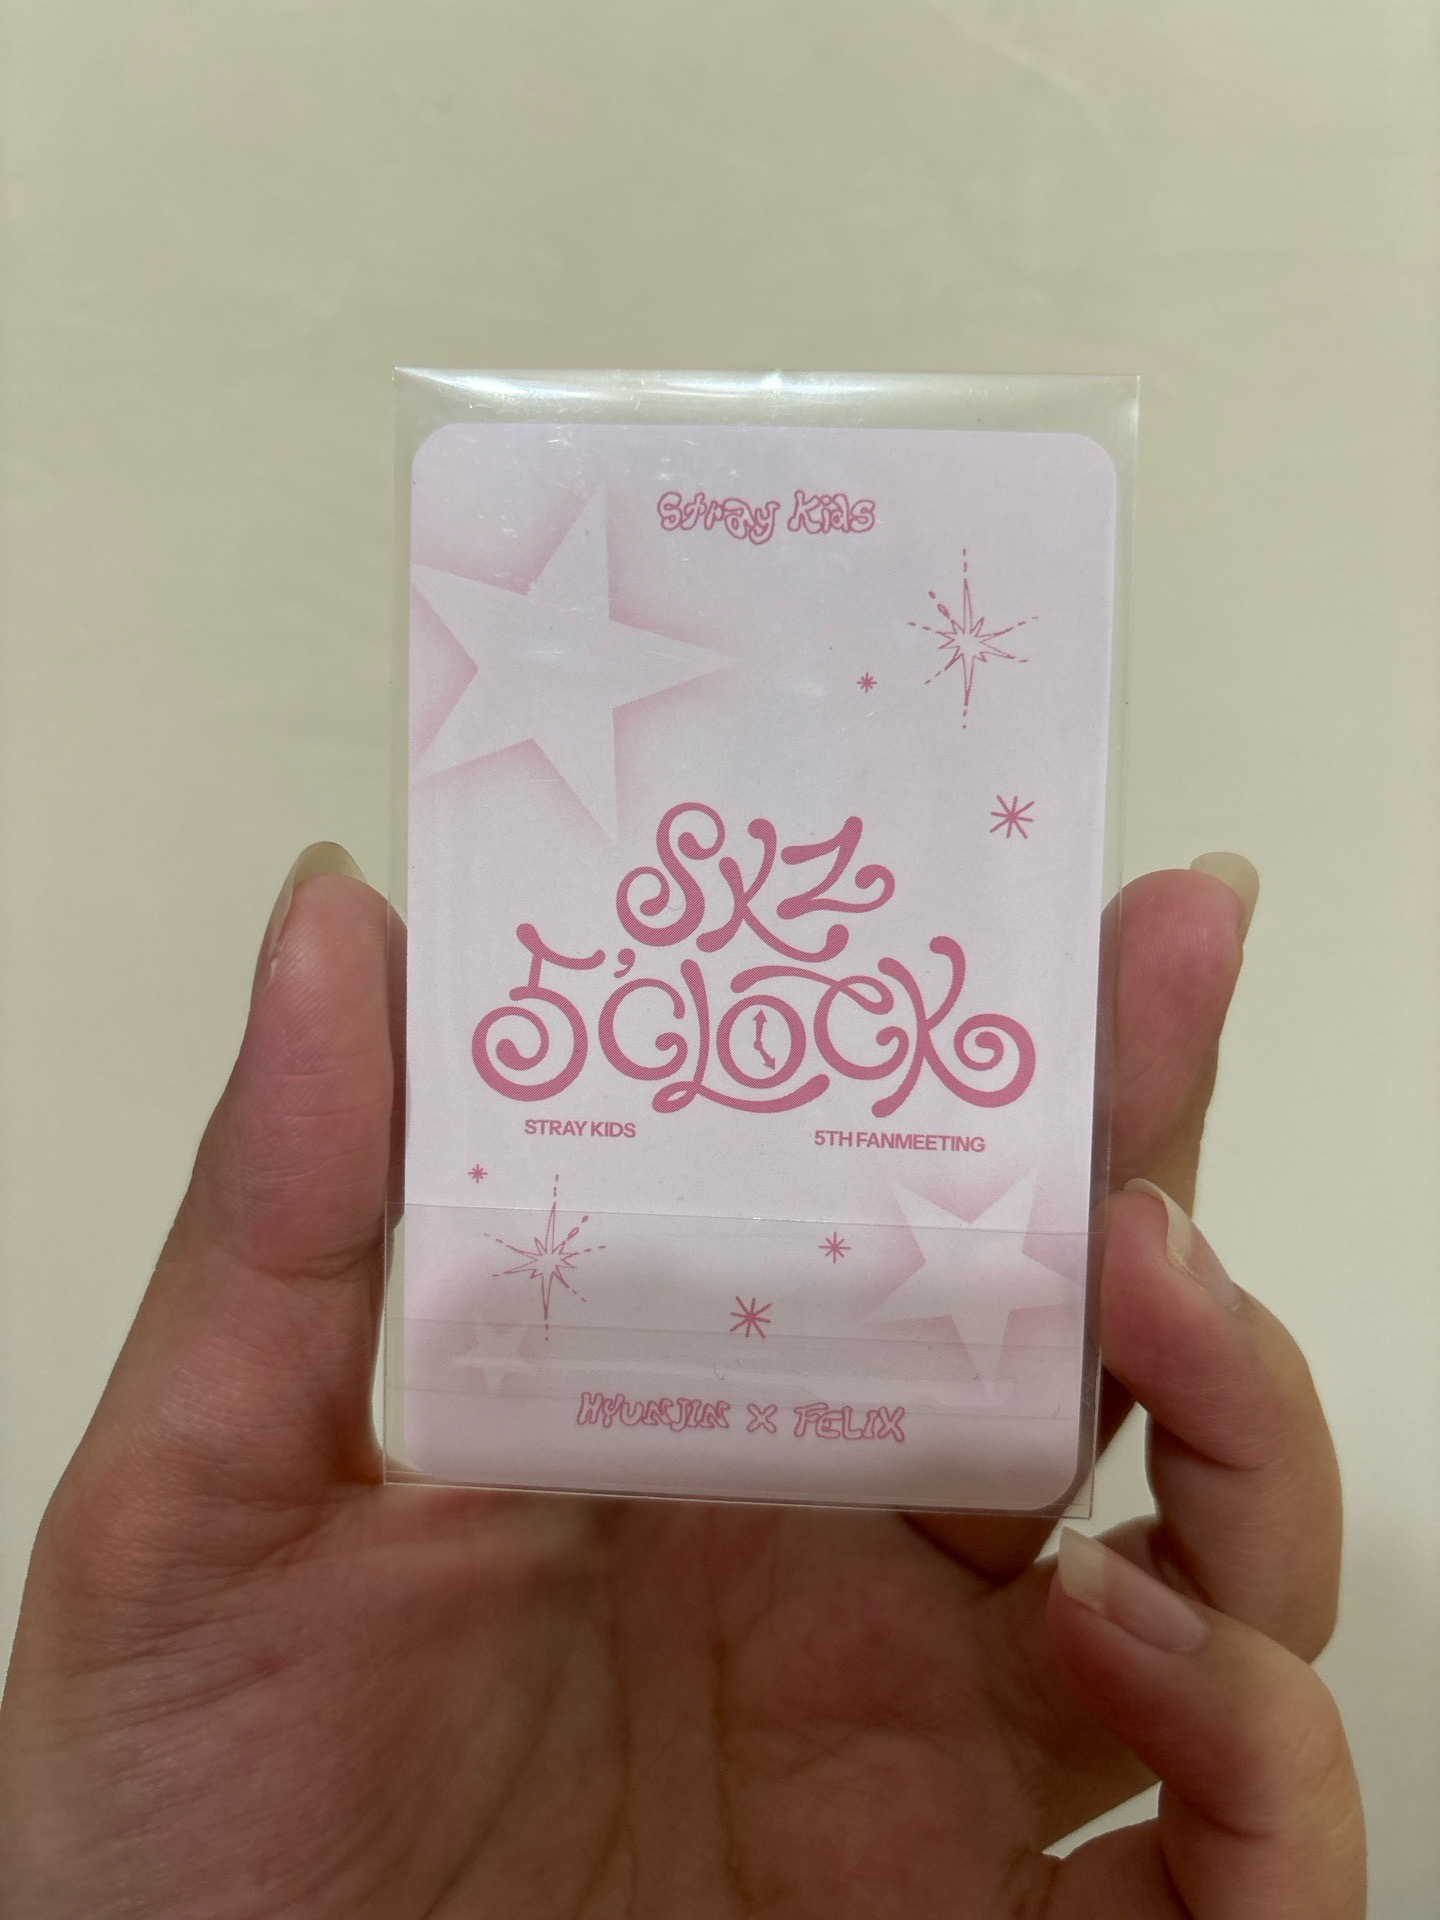 Stray Kids
SKZ
5'CLOCK
STRAY KIDS
5TH FANMEETING
HYUNJIN X FELIX